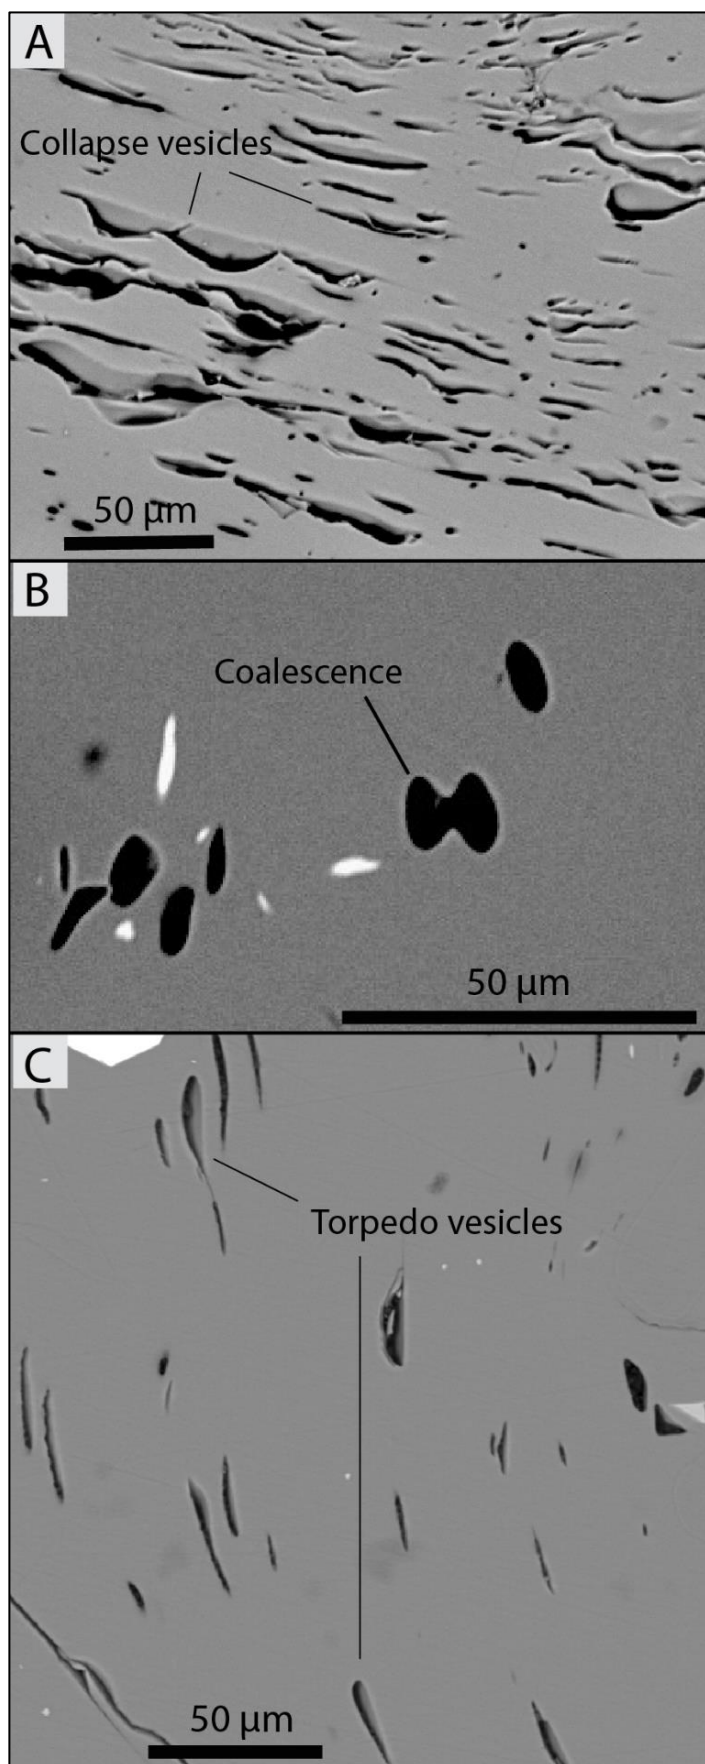 A
Collapse vesicles
50 μm
B
Coalescence
50 μm
C
Torpedo vesicles
50 μm